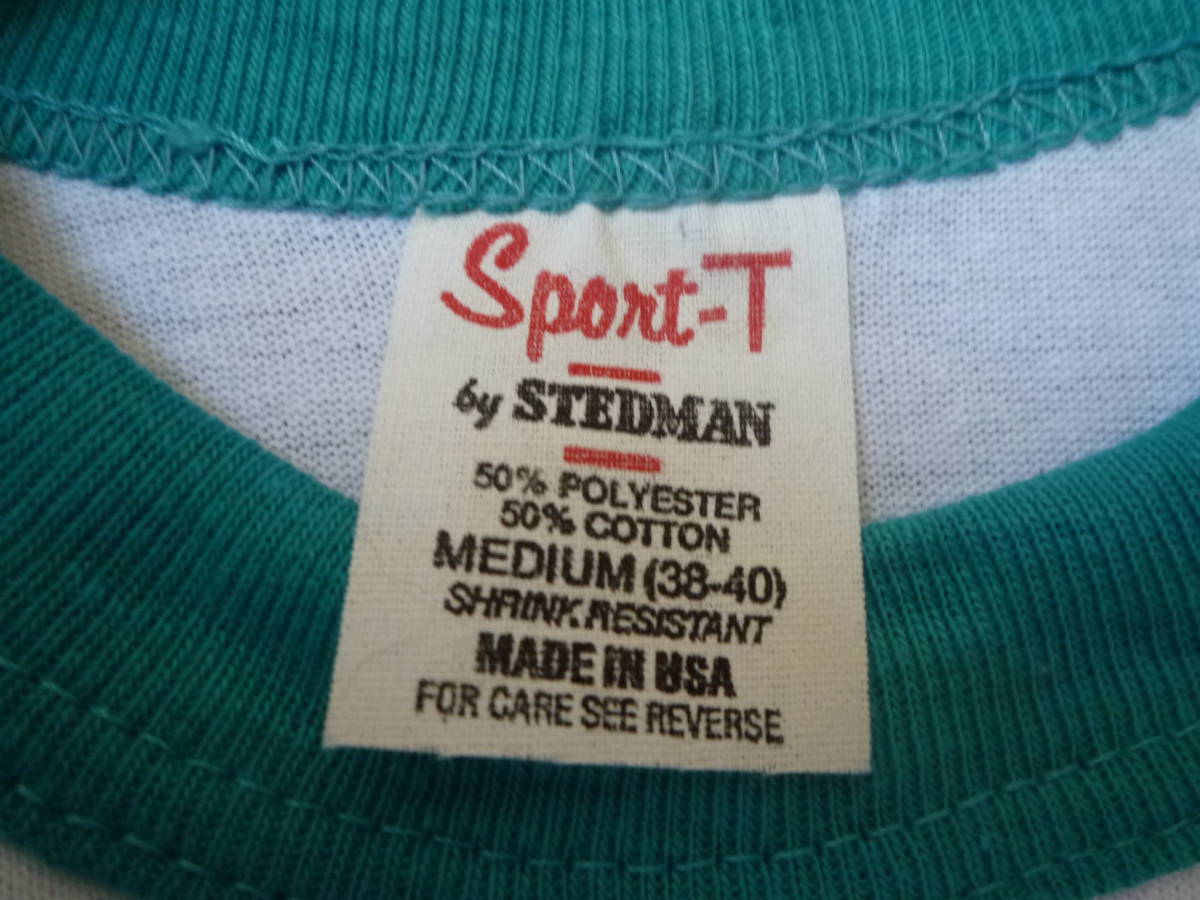 Sport-T
by STEDMAN
50% POLYESTER
50% COTTON
MEDIUM (38-40)
SHRINK RESISTANT
MADE IN USA
FOR CARE SEE REVERSE